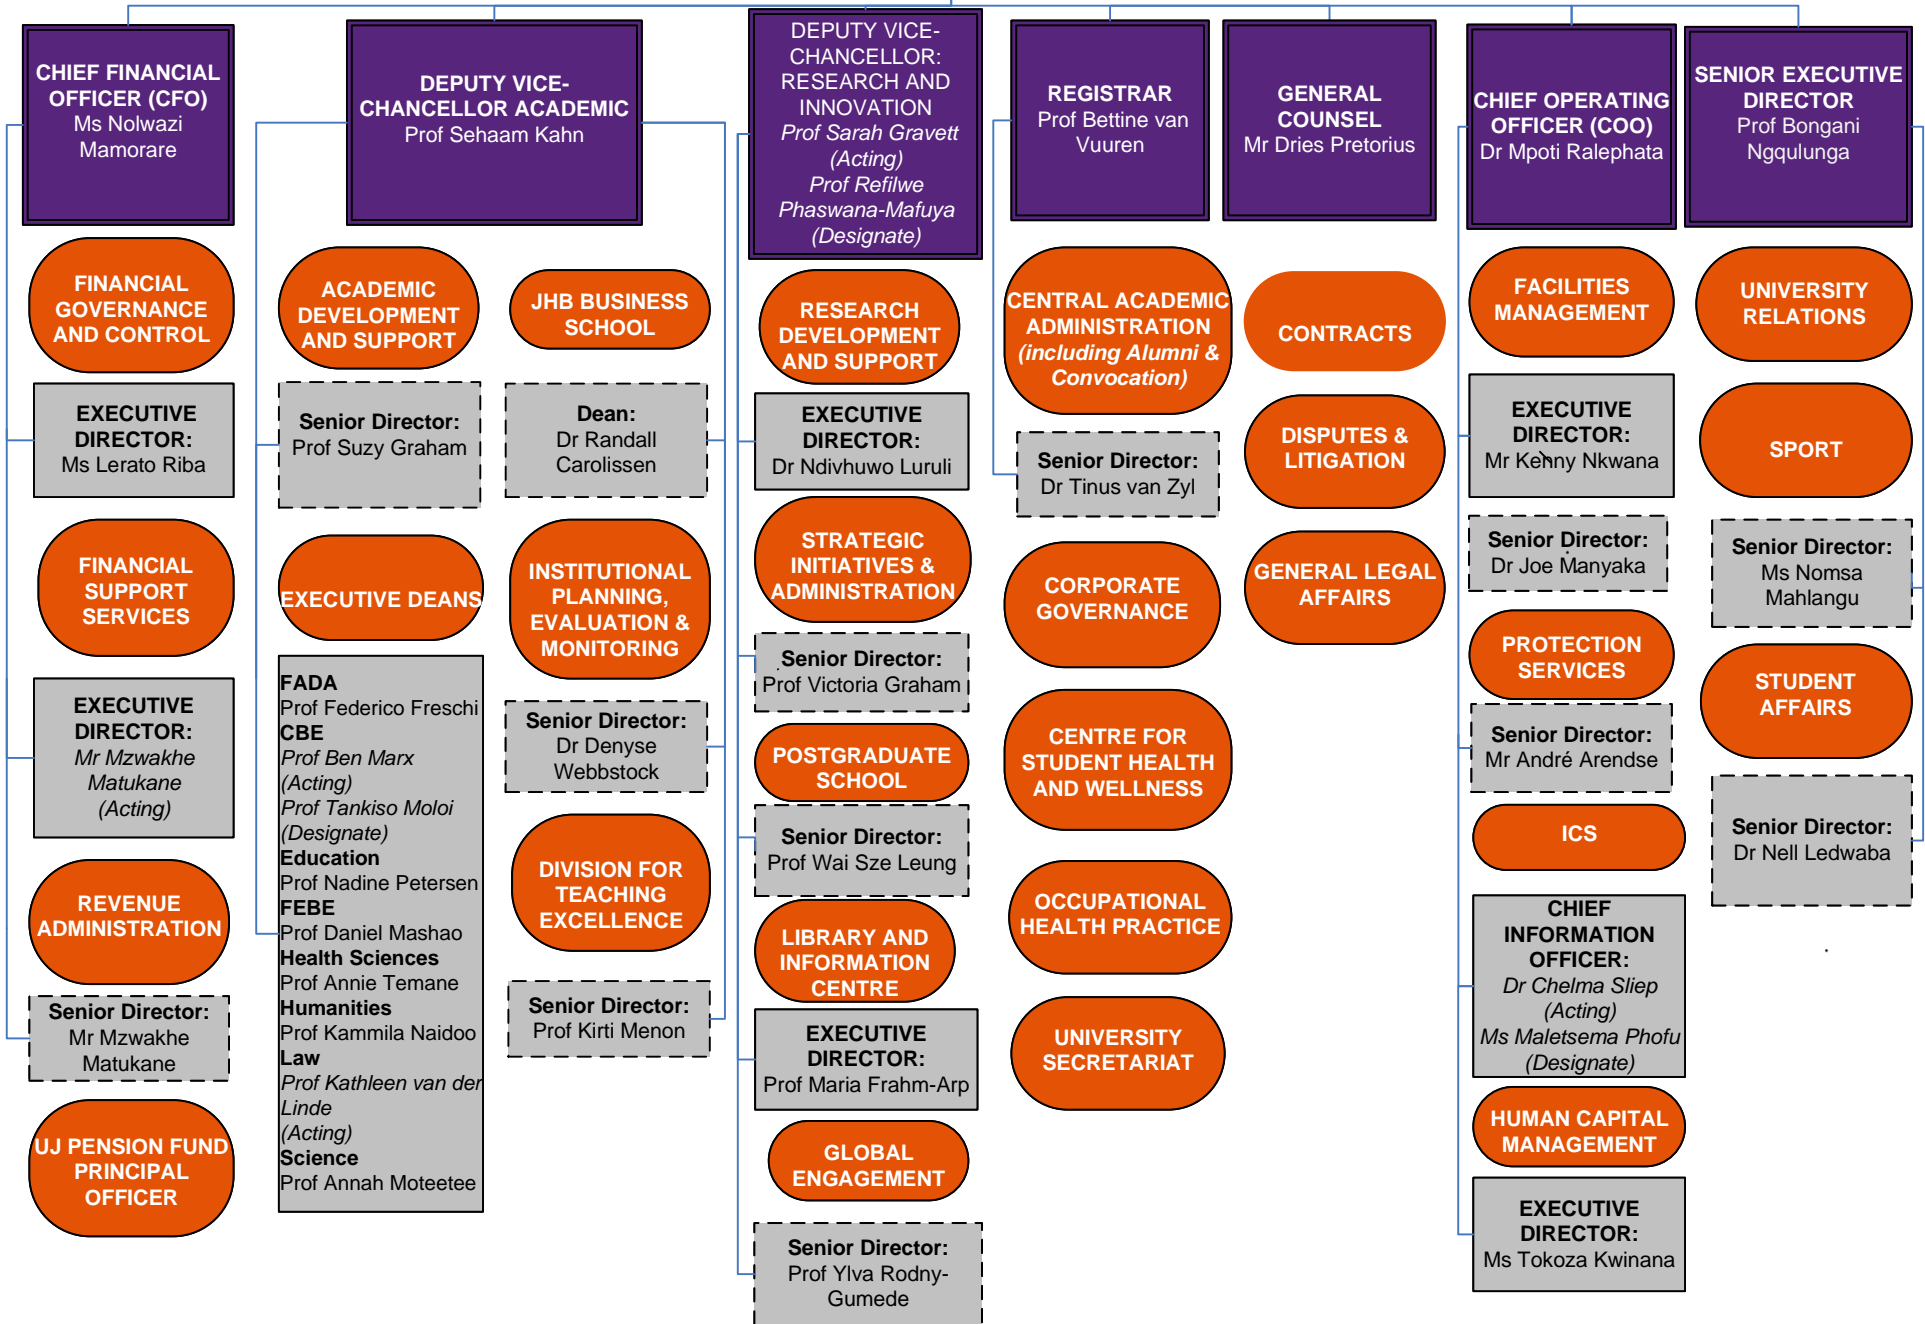 CHIEF FINANCIAL
OFFICER (CFO)
Ms Nolwazi
Mamorare
FINANCIAL
GOVERNANCE
AND CONTROL
EXECUTIVE
DIRECTOR:
Ms Lerato Riba
FINANCIAL
SUPPORT
SERVICES
EXECUTIVE
DIRECTOR:
Mr Mzwakhe
Matukane
(Acting)
REVENUE
ADMINISTRATION
Senior Director:
Mr Mzwakhe
Matukane
UJ PENSION FUND
PRINCIPAL
OFFICER
DEPUTY VICE-
CHANCELLOR ACADEMIC
Prof Sehaam Kahn
ACADEMIC
DEVELOPMENT
AND SUPPORT
Senior Director:
Prof Suzy Graham
EXECUTIVE DEANS
FADA
Prof Federico Freschi
CBE
Prof Ben Marx
(Acting)
Prof Tankiso Moloi
(Designate)
Education
Prof Nadine Petersen
FEBE
Prof Daniel Mashao
Health Sciences
Prof Annie Temane
Humanities
Prof Kammila Naidoo
Law
Prof Kathleen van der
Linde
(Acting)
Science
Prof Annah Moteetee
JHB BUSINESS
SCHOOL
Dean:
Dr Randall
Carolissen
INSTITUTIONAL
PLANNING,
EVALUATION &
MONITORING
Senior Director:
Dr Denyse
Webbstock
DIVISION FOR
TEACHING
EXCELLENCE
Senior Director:
Prof Kirti Menon
DEPUTY VICE-
CHANCELLOR:
RESEARCH AND
INNOVATION
Prof Sarah Gravett
(Acting)
Prof Refilwe
Phaswana-Mafuya
(Designate)
RESEARCH
DEVELOPMENT
AND SUPPORT
EXECUTIVE
DIRECTOR:
Dr Ndivhuwo Luruli
STRATEGIC
INITIATIVES &
ADMINISTRATION
Senior Director:
Prof Victoria Graham
POSTGRADUATE
SCHOOL
Senior Director:
Prof Wai Sze Leung
LIBRARY AND
INFORMATION
CENTRE
EXECUTIVE
DIRECTOR:
Prof Maria Frahm-Arp
GLOBAL
ENGAGEMENT
Senior Director:
Prof Ylva Rodny-
Gumede
REGISTRAR
Prof Bettine van
Vuuren
CENTRAL ACADEMIC
ADMINISTRATION
(including Alumni &
Convocation)
Senior Director:
Dr Tinus van Zyl
CORPORATE
GOVERNANCE
CENTRE FOR
STUDENT HEALTH
AND WELLNESS
OCCUPATIONAL
HEALTH PRACTICE
UNIVERSITY
SECRETARIAT
GENERAL
COUNSEL
Mr Dries Pretorius
CONTRACTS
DISPUTES &
LITIGATION
GENERAL LEGAL
AFFAIRS
CHIEF OPERATING
OFFICER (COO)
Dr Mpoti Ralephata
FACILITIES
MANAGEMENT
EXECUTIVE
DIRECTOR:
Mr Kenny Nkwana
Senior Director:
Dr Joe Manyaka
PROTECTION
SERVICES
Senior Director:
Mr André Arendse
ICS
CHIEF
INFORMATION
OFFICER:
Dr Chelma Sliep
(Acting)
Ms Maletsema Phofu
(Designate)
HUMAN CAPITAL
MANAGEMENT
EXECUTIVE
DIRECTOR:
Ms Tokoza Kwinana
SENIOR EXECUTIVE
DIRECTOR
Prof Bongani
Ngqulunga
UNIVERSITY
RELATIONS
SPORT
Senior Director:
Ms Nomsa
Mahlangu
STUDENT
AFFAIRS
Senior Director:
Dr Nell Ledwaba